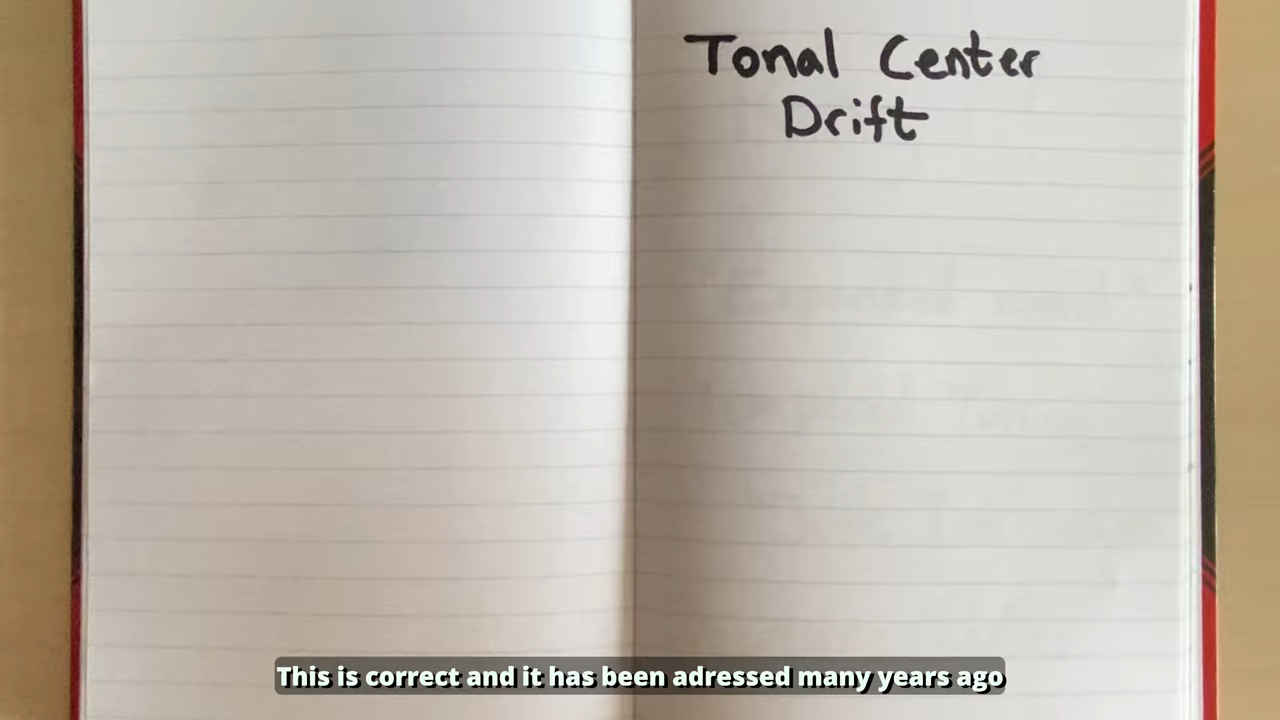 Tonal Center
Drift
This is correct and it has been adressed many years ago